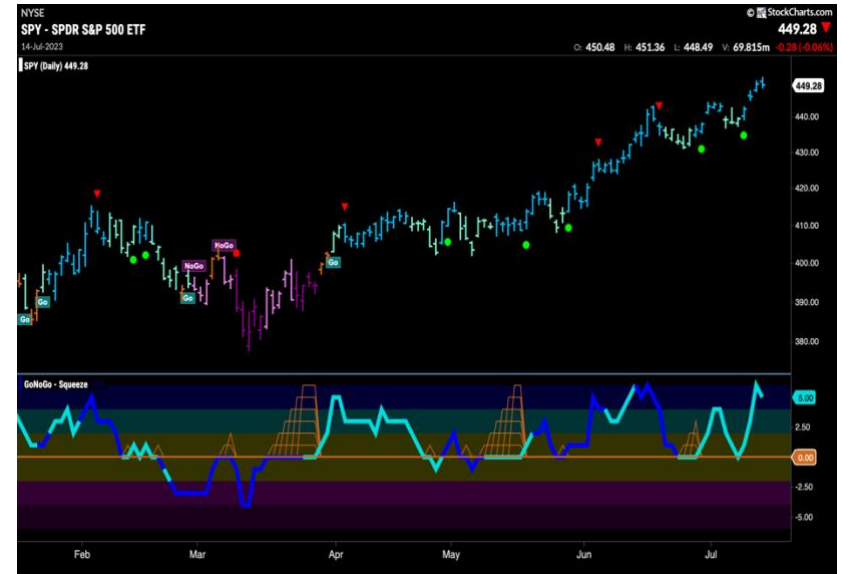 NYSE
© StockCharts.com
SPY - SPDR S&P 500 ETF
449.28
14-Jul-2023
O: 450.48 H: 451.36 L: 448.49 V: 69.815m -0.28 (-0.06%)
SPY (Daily) 449.28
449.28
440.00
430.00
420.00
410.00
400.00
390.00
380.00
NoGo
NoGo
Go
Go
Go
Go
GoNoGo - Squeeze
5.00
2.50
0.00
-2.50
-5.00
Feb Mar Apr May Jun Jul